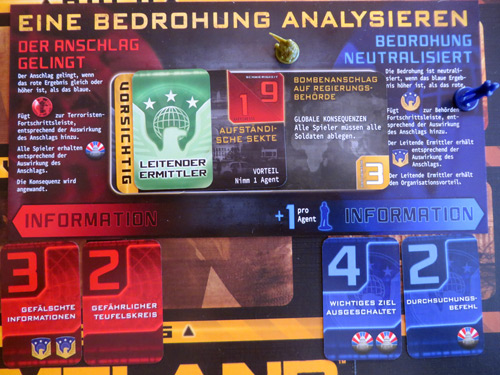 EINE BEDROHUNG ANALYSIEREN
DER ANSCHLAG
GELINGT
Der Anschlag gelingt, wenn
das rote Ergebnis gleich oder
höher ist, als das blaue.
Fügt
zur Terroristen-
Fortschrittsleiste,
entsprechend der Auswirkung
des Anschlags hinzu.
Alle Spieler erhalten
entsprechend
der Auswirkung
des Anschlags.
Die Konsequenz wird
angewandt.
VORSICHTIG
LEITENDER
ERMITTLER
1 9
AUFSTÄNDI-
SCHE SEKTE
VORTEIL
Nimm 1 Agent
BOMBENANSCHLAG
AUF REGIERUNGS-
BEHÖRDE
GLOBALE KONSEQUENZEN
Alle Spieler müssen alle
Soldaten ablegen.
3
BEDROHUNG
NEUTRALISIERT
Die Bedrohung ist neutrali-
siert, wenn das blaue Ergeb-
nis höher ist, als das rote.
Fügt
zur Behörden-
Fortschrittsleiste,
entsprechend der Auswirkung
des Anschlags hinzu.
Der Leitende Ermittler erhält
entsprechend
der Auswirkung
des Anschlags.
Der Leitende Ermittler erhält
den Organisationsvorteil.
INFORMATION
+1 pro
Agent
INFORMATION
3
GEFÄLSCHTE
INFORMATIONEN
2
GEFÄHRLICHER
TEUFELSKREIS
4
WICHTIGES ZIEL
AUSGESCHALTET
2
DURCHSUCHUNGS-
BEFEHL
TM